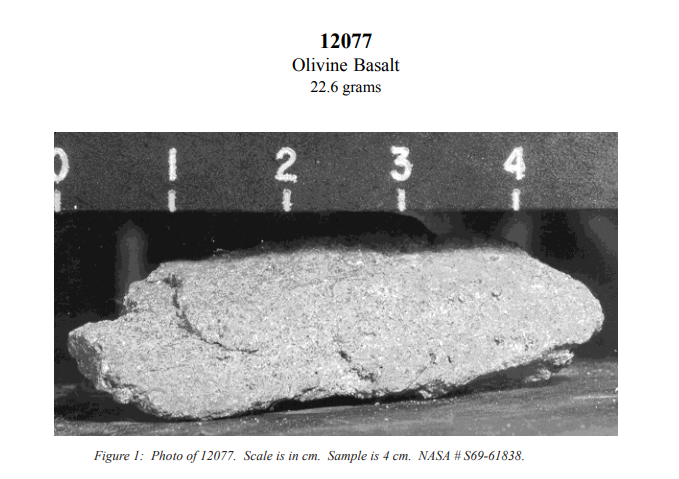 12077
Olivine Basalt
22.6 grams
0 1 2 3 4
Figure 1: Photo of 12077. Scale is in cm. Sample is 4 cm. NASA # S69-61838.